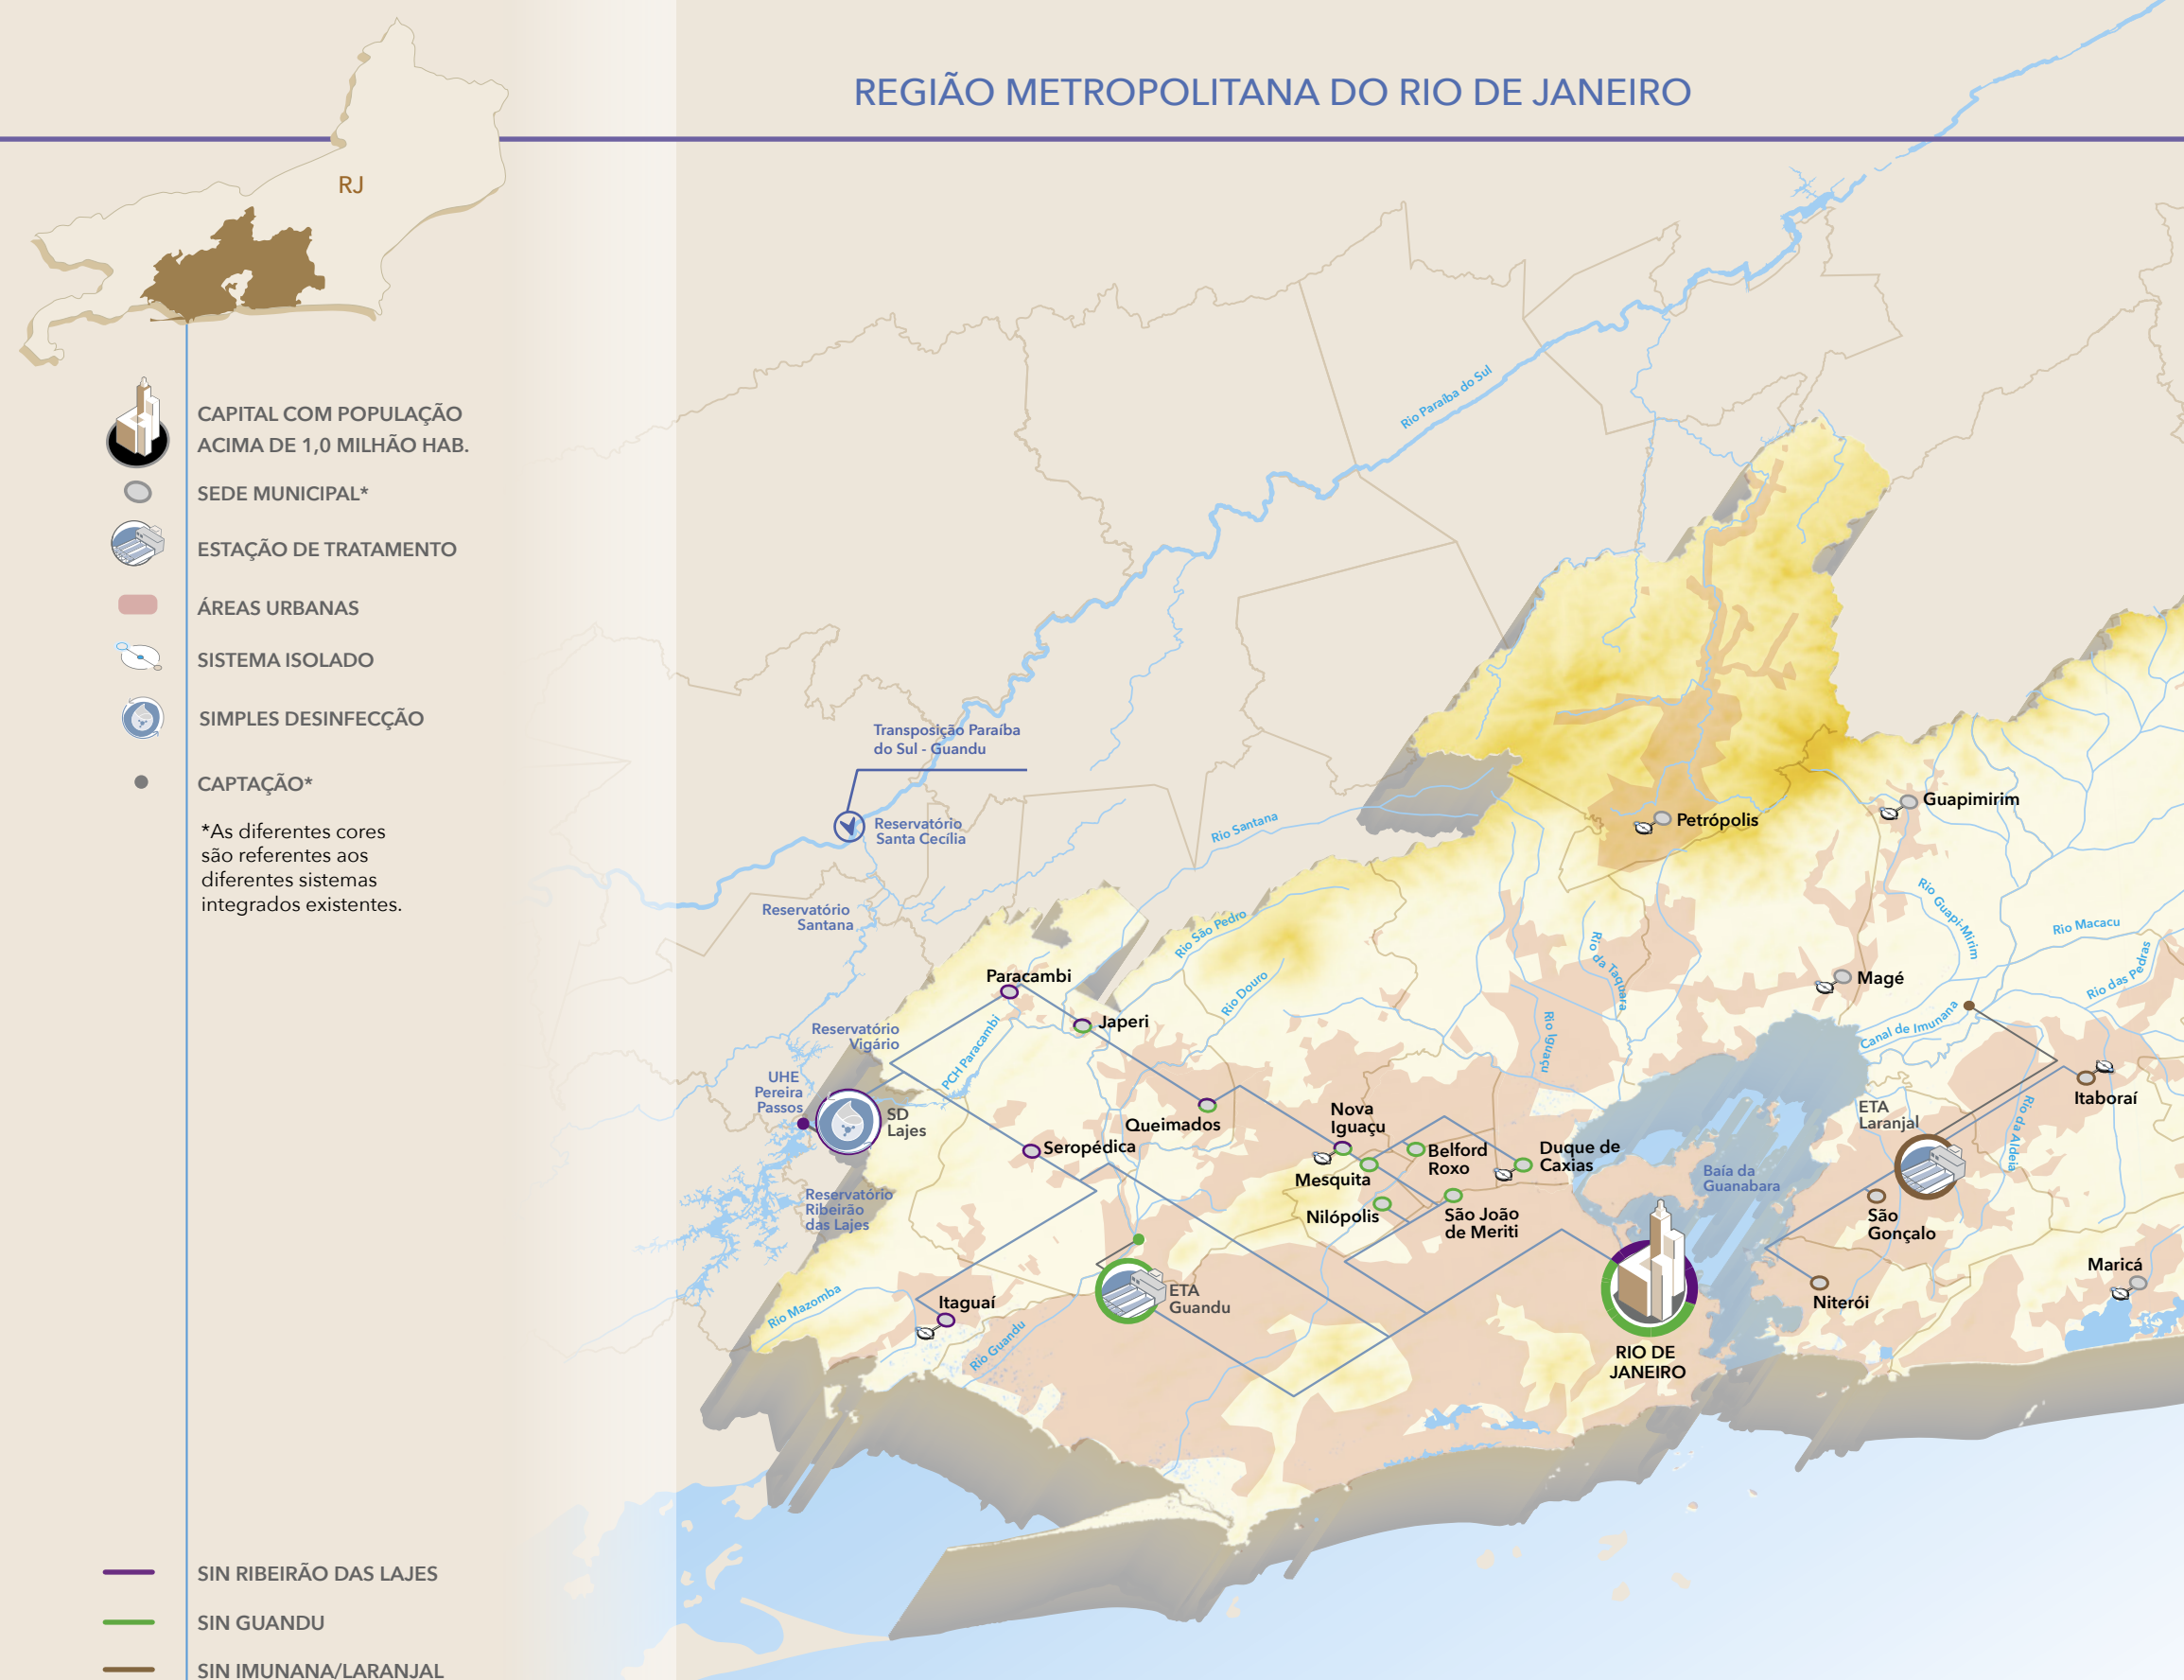 REGIÃO METROPOLITANA DO RIO DE JANEIRO
RJ
CAPITAL COM POPULAÇÃO
ACIMA DE 1,0 MILHÃO HAB.
SEDE MUNICIPAL*
ESTAÇÃO DE TRATAMENTO
ÁREAS URBANAS
SISTEMA ISOLADO
SIMPLES DESINFECÇÃO
CAPTAÇÃO*
*As diferentes cores
são referentes aos
diferentes sistemas
integrados existentes.
SIN RIBEIRÃO DAS LAJES
SIN GUANDU
SIN IMUNANA/LARANJAL
Rio Paraíba do Sul
Transposição Paraíba
do Sul - Guandu
Reservatório
Santa Cecília
Rio Santana
Petrópolis
Guapimirim
Reservatório
Santana
Rio São Pedro
Rio Guapi-Mirim
Rio Macacu
Rio das Pedras
Rio da Taquara
Paracambi
Magé
Rio Douro
Japeri
Canal de Imunana
Reservatório
Vigário
PCH Paracambi
Rio Iguaçu
UHE
Pereira
Passos
SD
Lajes
Queimados
Nova
Iguaçu
Itaboraí
ETA
Laranjal
Rio da Aldeia
Seropédica
Belford
Roxo
Duque de
Caxias
Mesquita
Baía da
Guanabara
Reservatório
Ribeirão
das Lajes
Nilópolis
São João
de Meriti
São
Gonçalo
Maricá
ETA
Guandu
Rio Mazomba
Itaguaí
Niterói
Rio Guandu
RIO DE
JANEIRO